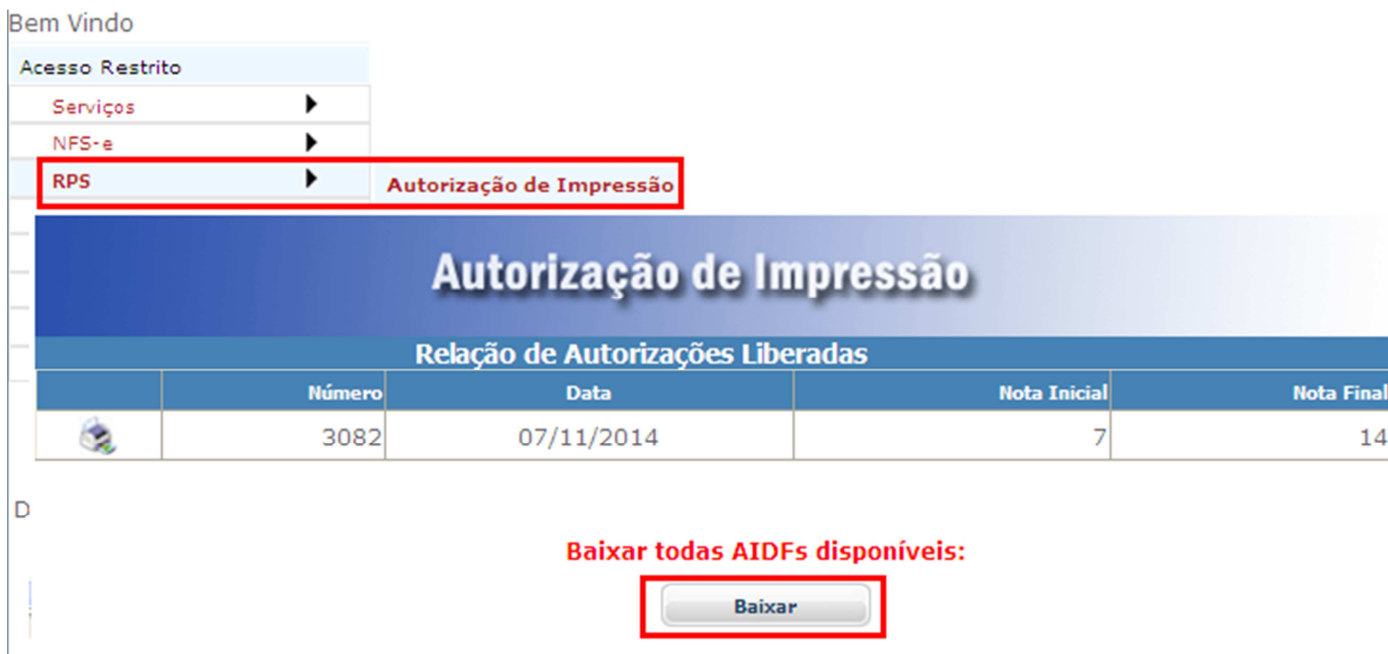 Bem Vindo
Acesso Restrito
Serviços
NFS-e
RPS Autorização de Impressão
Autorização de Impressão
Relação de Autorizações Liberadas
Número Data Nota Inicial Nota Final
3082 07/11/2014 7 14
D
Baixar todas AIDFs disponíveis:
Baixar